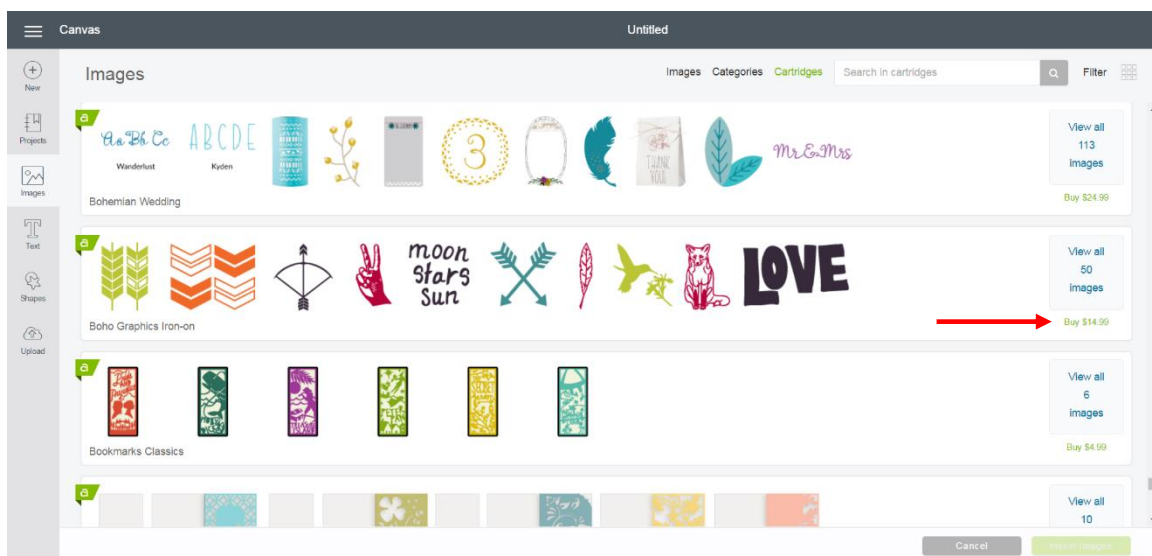 Canvas
Untitled
New
Projects
Images
Text
Shapes
Upload
Images
Images Categories Cartridges Search in cartridges Filter
a
Aa Bb Cc
Wanderlust
ABCDE
Kyden
3
THANK YOU!
Mr & Mrs
View all
113
images
Bohemian Wedding
Buy $24.99
a
moon
stars
Sun
LOVE
View all
50
images
Boho Graphics Iron-on
Buy $14.99
a
View all
6
images
Bookmarks Classics
Buy $4.99
a
View all
10
Cancel
Insert Images